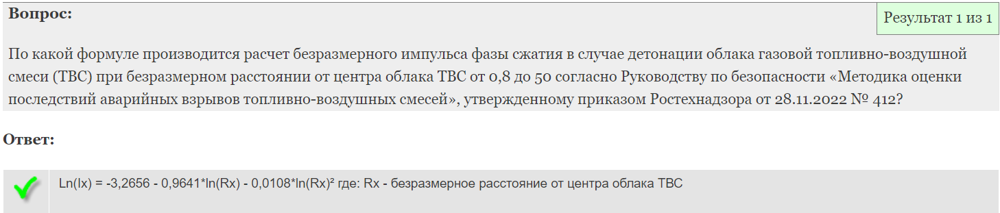 Вопрос:
Результат 1 из 1
По какой формуле производится расчет безразмерного импульса фазы сжатия в случае детонации облака газовой топливно-воздушной
смеси (ТВС) при безразмерном расстоянии от центра облака ТВС от 0,8 до 50 согласно Руководству по безопасности «Методика оценки
последствий аварийных взрывов топливно-воздушных смесей», утвержденному приказом Ростехнадзора от 28.11.2022 № 412?
Ответ:
Ln(Ix) = -3,2656 - 0,9641*ln(Rx) - 0,0108*ln(Rx)² где: Rx - безразмерное расстояние от центра облака ТВС